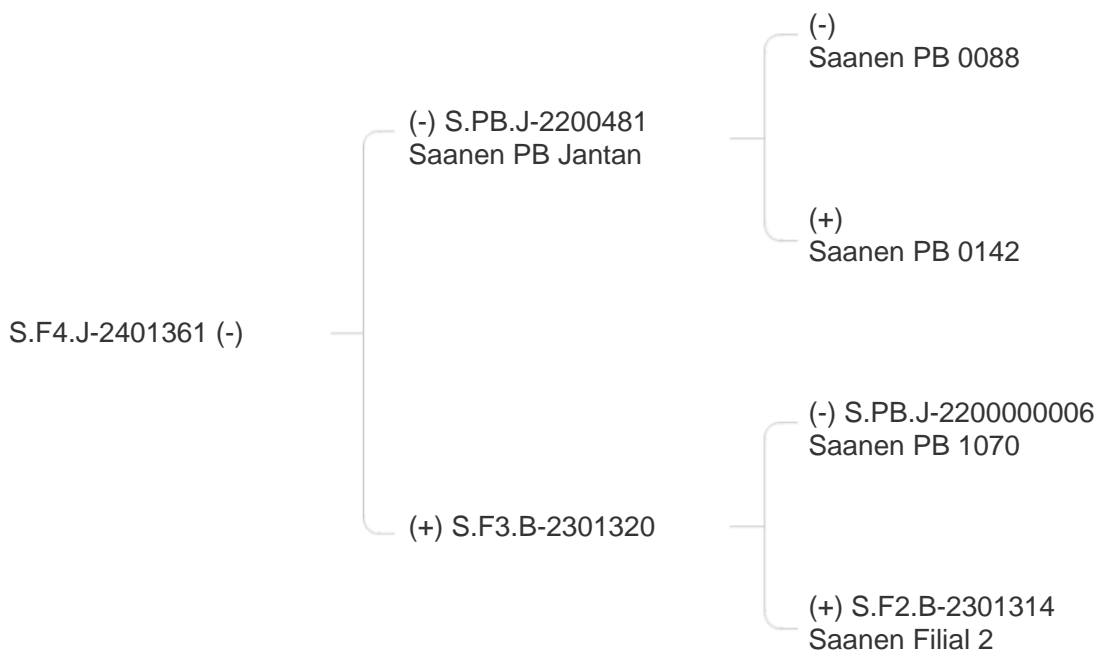 (-)
Saanen PB 0088
(-) S.PB.J-2200481
Saanen PB Jantan
(+)
Saanen PB 0142
S.F4.J-2401361 (-)
(-) S.PB.J-2200000006
Saanen PB 1070
(+) S.F3.B-2301320
(+) S.F2.B-2301314
Saanen Filial 2